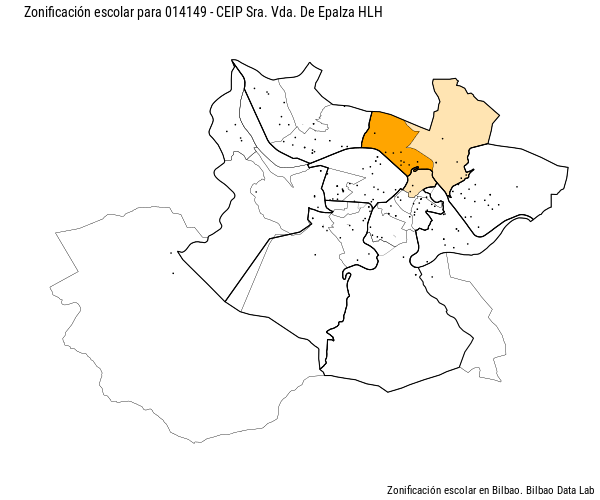 Zonificación escolar para 014149 - CEIP Sra. Vda. De Epalza HLH
Zonificación escolar en Bilbao. Bilbao Data Lab